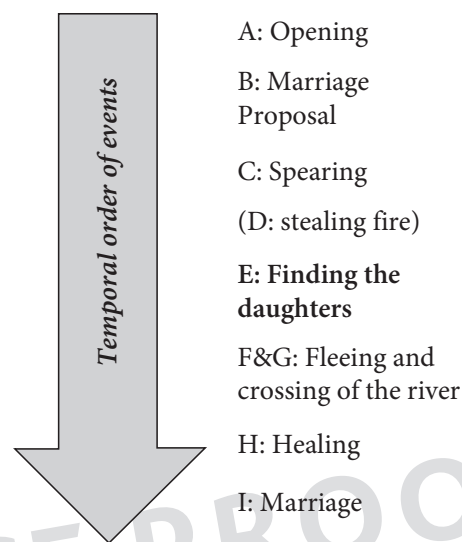 Temporal order of events
A: Opening
B: Marriage
Proposal
C: Spearing
(D: stealing fire)
E: Finding the
daughters
F&G: Fleeing and
crossing of the river
H: Healing
I: Marriage